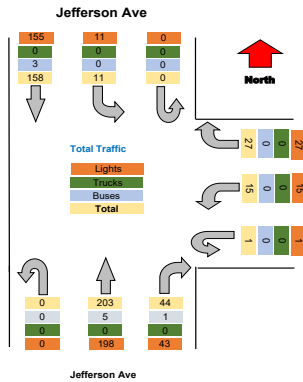 Jefferson Ave
155 11 0
0 0 0
3 0 0
158 11 0
North
Total Traffic
Lights
Trucks
Buses
Total
27 0 0 27
15 0 0 15
1 0 0 1
0 203 44
0 5 1
0 0 0
0 198 43
Jefferson Ave